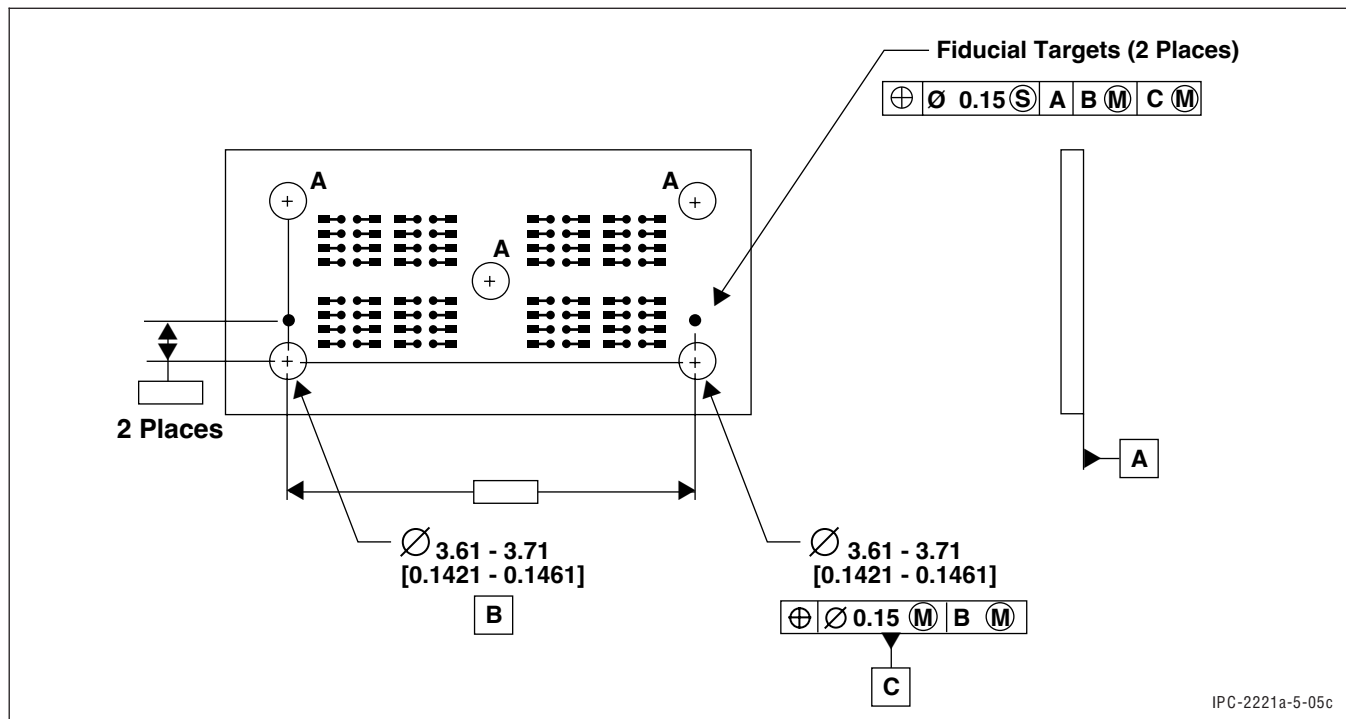 Fiducial Targets (2 Places)
⌖ Ø 0.15 Ⓢ A B Ⓜ C Ⓜ
A
A
A
2 Places
A
Ø 3.61 - 3.71
[0.1421 - 0.1461]
B
Ø 3.61 - 3.71
[0.1421 - 0.1461]
⌖ Ø 0.15 Ⓜ B Ⓜ
C
IPC-2221a-5-05c